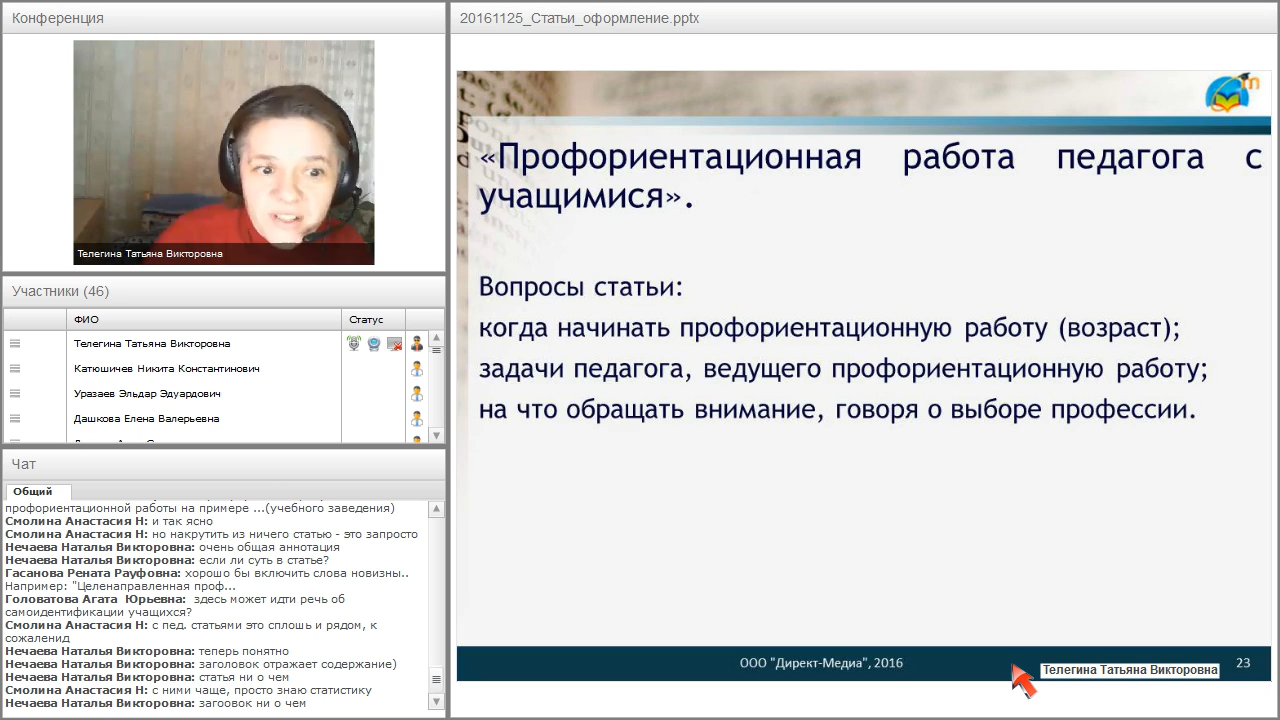 Конференция
Телегина Татьяна Викторовна
Участники (46)
ФИО
Статус
Телегина Татьяна Викторовна
Катюшичев Никита Константинович
Уразаев Эльдар Эдуардович
Дашкова Елена Валерьевна
Чат
Общий
профориентационной работы на примере ...(учебного заведения)
Смолина Анастасия Н: и так ясно
Смолина Анастасия Н: но накрутить из ничего статью - это запросто
Нечаева Наталья Викторовна: очень общая аннотация
Нечаева Наталья Викторовна: если ли суть в статье?
Гасанова Рената Рауфовна: хорошо бы включить слова новизны..
Например: "Целенаправленная проф...
Головатова Агата Юрьевна: здесь может идти речь об
самоидентификации учащихся?
Смолина Анастасия Н: с пед. статьями это сплошь и рядом, к
сожаленид
Нечаева Наталья Викторовна: теперь понятно
Нечаева Наталья Викторовна: заголовок отражает содержание)
Нечаева Наталья Викторовна: статья ни о чем
Смолина Анастасия Н: с ними чаще, просто знаю статистику
Нечаева Наталья Викторовна: загоовок ни о чем
20161125_Статьи_оформление.pptx
«Профориентационная работа педагога с
учащимися».
Вопросы статьи:
когда начинать профориентационную работу (возраст);
задачи педагога, ведущего профориентационную работу;
на что обращать внимание, говоря о выборе профессии.
ООО "Директ-Медиа", 2016
Телегина Татьяна Викторовна
23